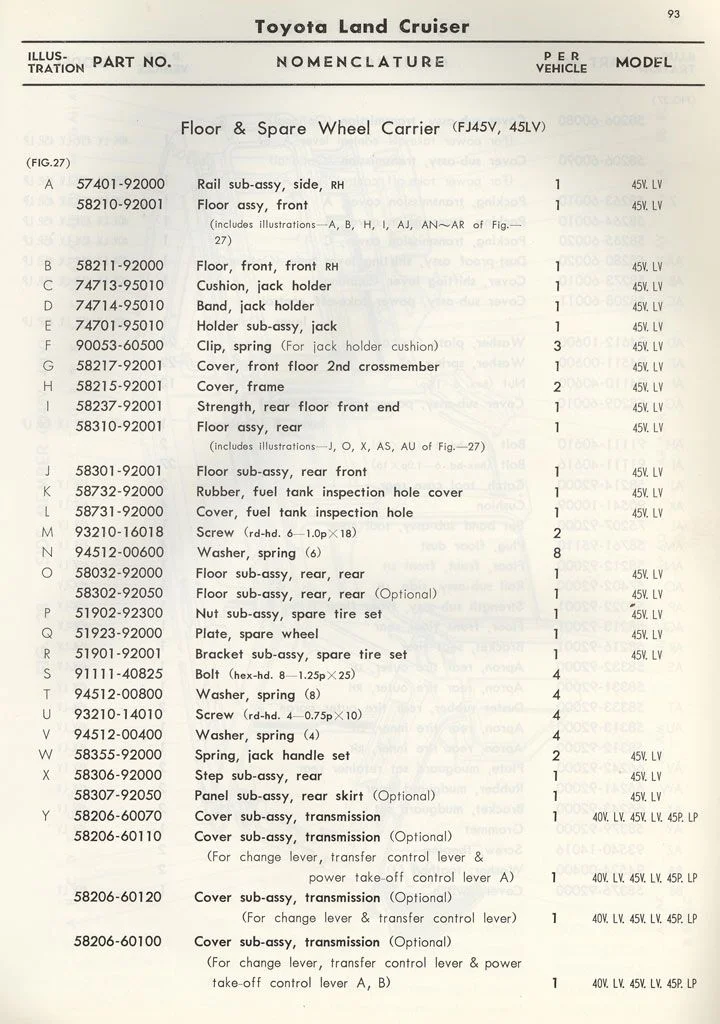 93
Toyota Land Cruiser
ILLUS-TRATION PART NO. NOMENCLATURE PER VEHICLE MODEL
Floor & Spare Wheel Carrier (FJ45V, 45LV)
(FIG.27)
A 57401-92000 Rail sub-assy, side, RH 1 45V. LV
58210-92001 Floor assy, front 1 45V. LV
(includes illustrations—A, B, H, I, AJ, AN~AR of Fig.—
27)
B 58211-92000 Floor, front, front RH 1 45V. LV
C 74713-95010 Cushion, jack holder 1 45V. LV
D 74714-95010 Band, jack holder 1 45V. LV
E 74701-95010 Holder sub-assy, jack 1 45V. LV
F 90053-60500 Clip, spring (For jack holder cushion) 3 45V. LV
G 58217-92001 Cover, front floor 2nd crossmember 1 45V. LV
H 58215-92001 Cover, frame 2 45V. LV
I 58237-92001 Strength, rear floor front end 1 45V. LV
58310-92001 Floor assy, rear 1 45V. LV
(includes illustrations—J, O, X, AS, AU of Fig.—27)
J 58301-92001 Floor sub-assy, rear front 1 45V. LV
K 58732-92000 Rubber, fuel tank inspection hole cover 1 45V. LV
L 58731-92000 Cover, fuel tank inspection hole 1 45V. LV
M 93210-16018 Screw (rd-hd. 6—1.0p×18) 2
N 94512-00600 Washer, spring (6) 8
O 58032-92000 Floor sub-assy, rear, rear 1 45V. LV
58302-92050 Floor sub-assy, rear, rear (Optional) 1 45V. LV
P 51902-92300 Nut sub-assy, spare tire set 1 45V. LV
Q 51923-92000 Plate, spare wheel 1 45V. LV
R 51901-92001 Bracket sub-assy, spare tire set 1 45V. LV
S 91111-40825 Bolt (hex-hd. 8—1.25p×25) 4
T 94512-00800 Washer, spring (8) 4
U 93210-14010 Screw (rd-hd. 4—0.75p×10) 4
V 94512-00400 Washer, spring (4) 4
W 58355-92000 Spring, jack handle set 2 45V. LV
X 58306-92000 Step sub-assy, rear 1 45V. LV
58307-92050 Panel sub-assy, rear skirt (Optional) 1 45V. LV
Y 58206-60070 Cover sub-assy, transmission 1 40V. LV. 45V. LV. 45P. LP
58206-60110 Cover sub-assy, transmission (Optional)
(For change lever, transfer control lever &
power take-off control lever A) 1 40V. LV. 45V. LV. 45P. LP
58206-60120 Cover sub-assy, transmission (Optional)
(For change lever & transfer control lever) 1 40V. LV. 45V. LV. 45P. LP
58206-60100 Cover sub-assy, transmission (Optional)
(For change lever, transfer control lever & power
take-off control lever A, B) 1 40V. LV. 45V. LV. 45P. LP